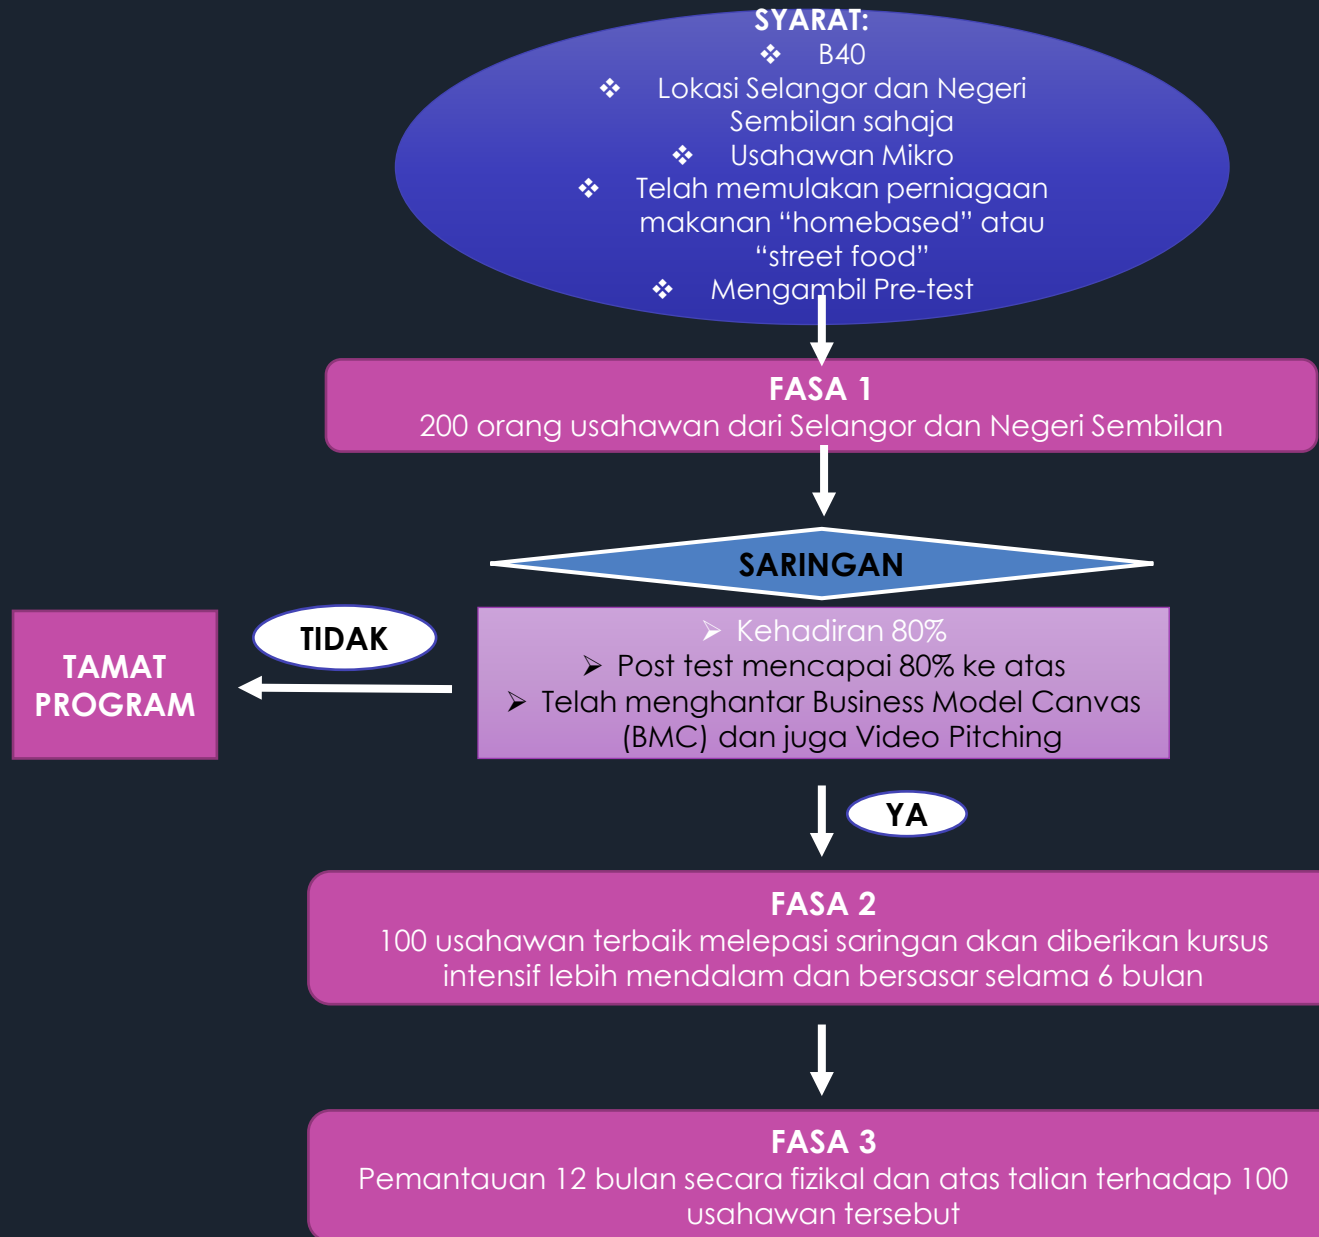 SYARAT:
❖ B40
❖ Lokasi Selangor dan Negeri
Sembilan sahaja
❖ Usahawan Mikro
❖ Telah memulakan perniagaan
makanan “homebased” atau
“street food”
❖ Mengambil Pre-test
FASA 1
200 orang usahawan dari Selangor dan Negeri Sembilan
SARINGAN
➢ Kehadiran 80%
➢ Post test mencapai 80% ke atas
➢ Telah menghantar Business Model Canvas
(BMC) dan juga Video Pitching
TIDAK
TAMAT
PROGRAM
YA
FASA 2
100 usahawan terbaik melepasi saringan akan diberikan kursus
intensif lebih mendalam dan bersasar selama 6 bulan
FASA 3
Pemantauan 12 bulan secara fizikal dan atas talian terhadap 100
usahawan tersebut